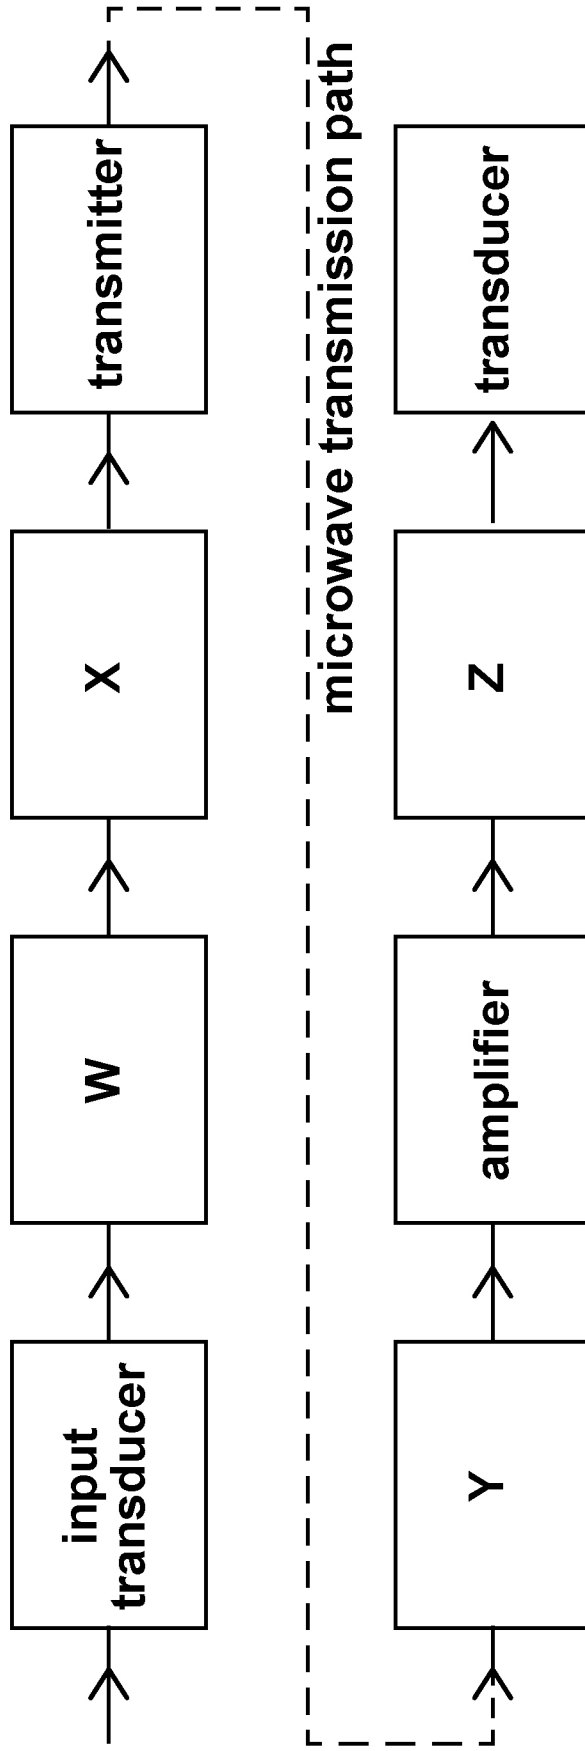 input
transducer
W
X
transmitter
microwave transmission path
Y
amplifier
Z
transducer